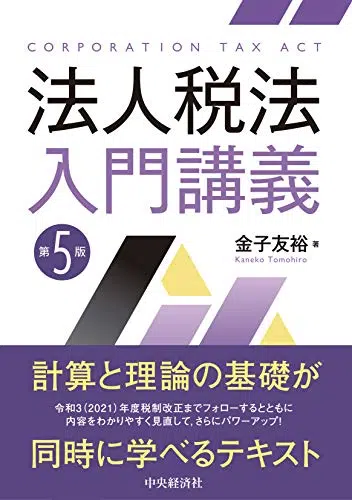 CORPORATION TAX ACT
法人税法
入門講義
第5版
金子友裕 著
Kaneko Tomohiro
計算と理論の基礎が
令和3(2021)年度税制改正までフォローするとともに
内容をわかりやすく見直して,さらにパワーアップ!
同時に学べるテキスト
中央経済社